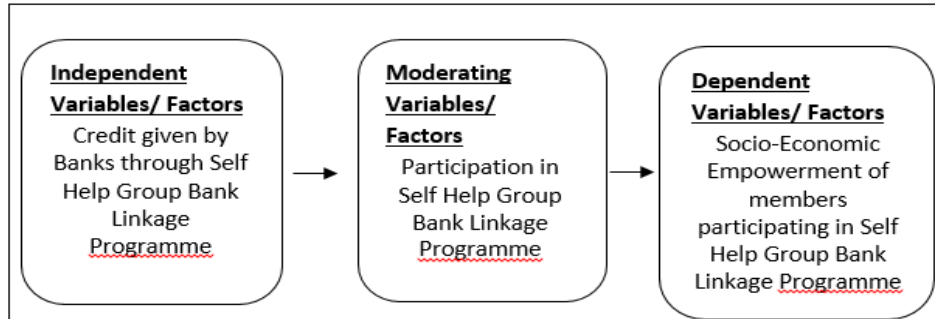 Independent
Variables/ Factors
Credit given by
Banks through Self
Help Group Bank
Linkage
Programme
Moderating
Variables/
Factors
Participation in
Self Help Group
Bank Linkage
Programme
Dependent
Variables/ Factors
Socio-Economic
Empowerment of
members
participating in Self
Help Group Bank
Linkage Programme